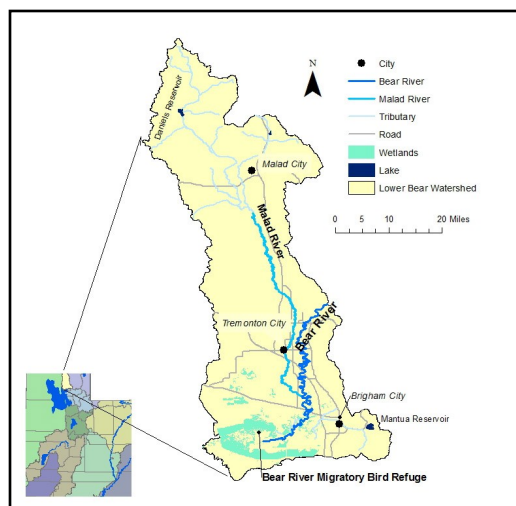 N
City
Bear River
Malad River
Tributary
Road
Wetlands
Lake
Lower Bear Watershed
0 5 10 20 Miles
Daniels Reservoir
Malad City
Malad River
Bear River
Tremonton City
Brigham City
Mantua Reservoir
Bear River Migratory Bird Refuge